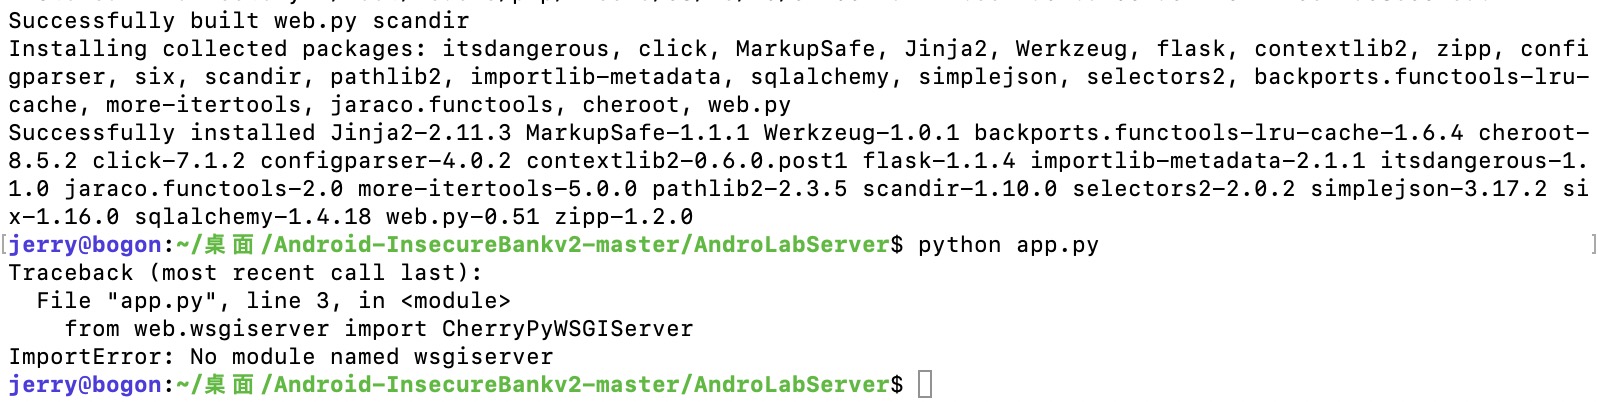 Successfully built web.py scandir
Installing collected packages: itsdangerous, click, MarkupSafe, Jinja2, Werkzeug, flask, contextlib2, zipp, confi
gparser, six, scandir, pathlib2, importlib-metadata, sqlalchemy, simplejson, selectors2, backports.functools-lru-
cache, more-itertools, jaraco.functools, cheroot, web.py
Successfully installed Jinja2-2.11.3 MarkupSafe-1.1.1 Werkzeug-1.0.1 backports.functools-lru-cache-1.6.4 cheroot-
8.5.2 click-7.1.2 configparser-4.0.2 contextlib2-0.6.0.post1 flask-1.1.4 importlib-metadata-2.1.1 itsdangerous-1.
1.0 jaraco.functools-2.0 more-itertools-5.0.0 pathlib2-2.3.5 scandir-1.10.0 selectors2-2.0.2 simplejson-3.17.2 si
x-1.16.0 sqlalchemy-1.4.18 web.py-0.51 zipp-1.2.0
[jerry@bogon:~/桌面/Android-InsecureBankv2-master/AndroLabServer$ python app.py ]
Traceback (most recent call last):
  File "app.py", line 3, in <module>
    from web.wsgiserver import CherryPyWSGIServer
ImportError: No module named wsgiserver
jerry@bogon:~/桌面/Android-InsecureBankv2-master/AndroLabServer$